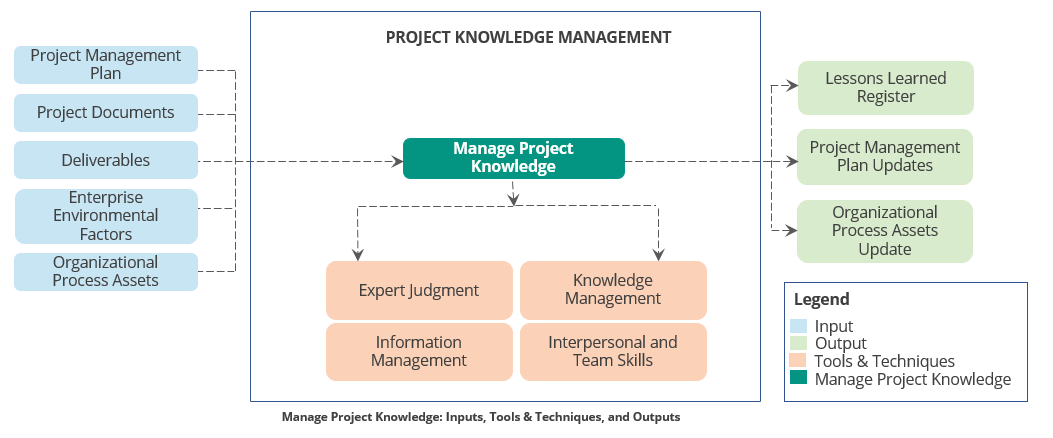 PROJECT KNOWLEDGE MANAGEMENT
Project Management
Plan
Project Documents
Deliverables
Enterprise
Environmental
Factors
Organizational
Process Assets
Manage Project
Knowledge
Expert Judgment
Knowledge
Management
Information
Management
Interpersonal and
Team Skills
Lessons Learned
Register
Project Management
Plan Updates
Organizational
Process Assets
Update
Legend
Input
Output
Tools & Techniques
Manage Project Knowledge
Manage Project Knowledge: Inputs, Tools & Techniques, and Outputs